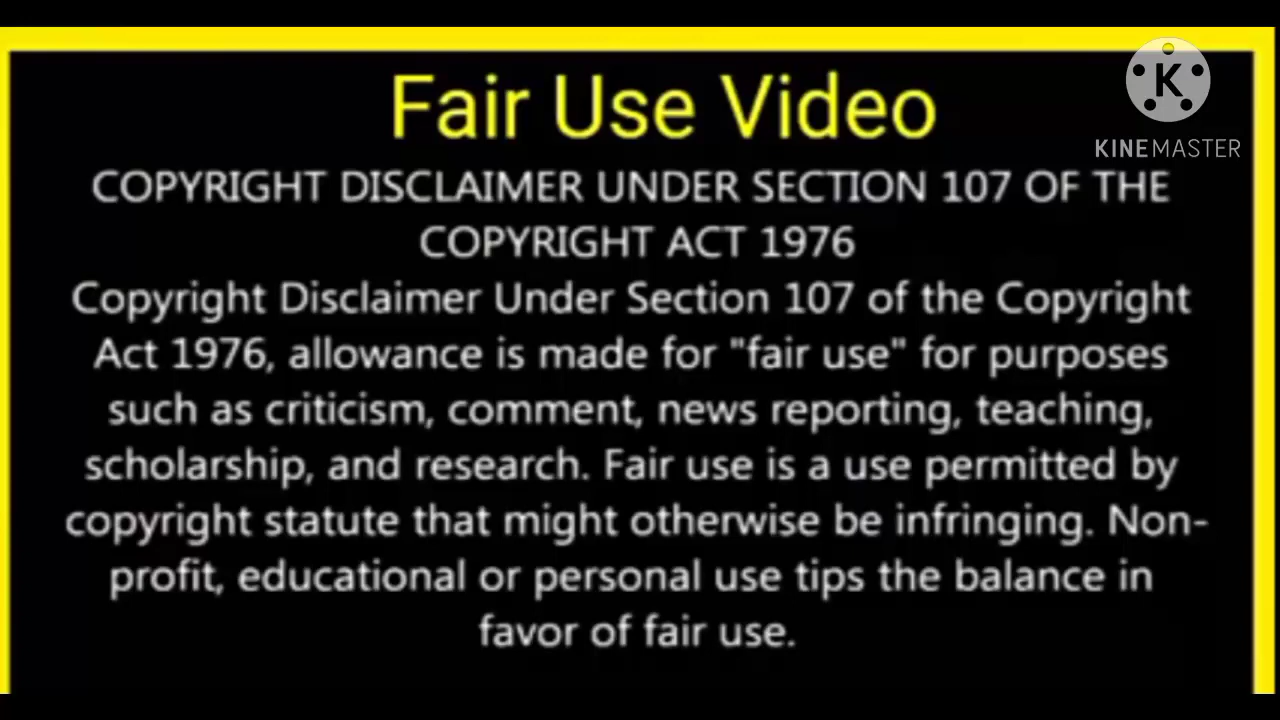 Fair Use Video
K
KINEMASTER
COPYRIGHT DISCLAIMER UNDER SECTION 107 OF THE
COPYRIGHT ACT 1976
Copyright Disclaimer Under Section 107 of the Copyright
Act 1976, allowance is made for "fair use" for purposes
such as criticism, comment, news reporting, teaching,
scholarship, and research. Fair use is a use permitted by
copyright statute that might otherwise be infringing. Non-
profit, educational or personal use tips the balance in
favor of fair use.